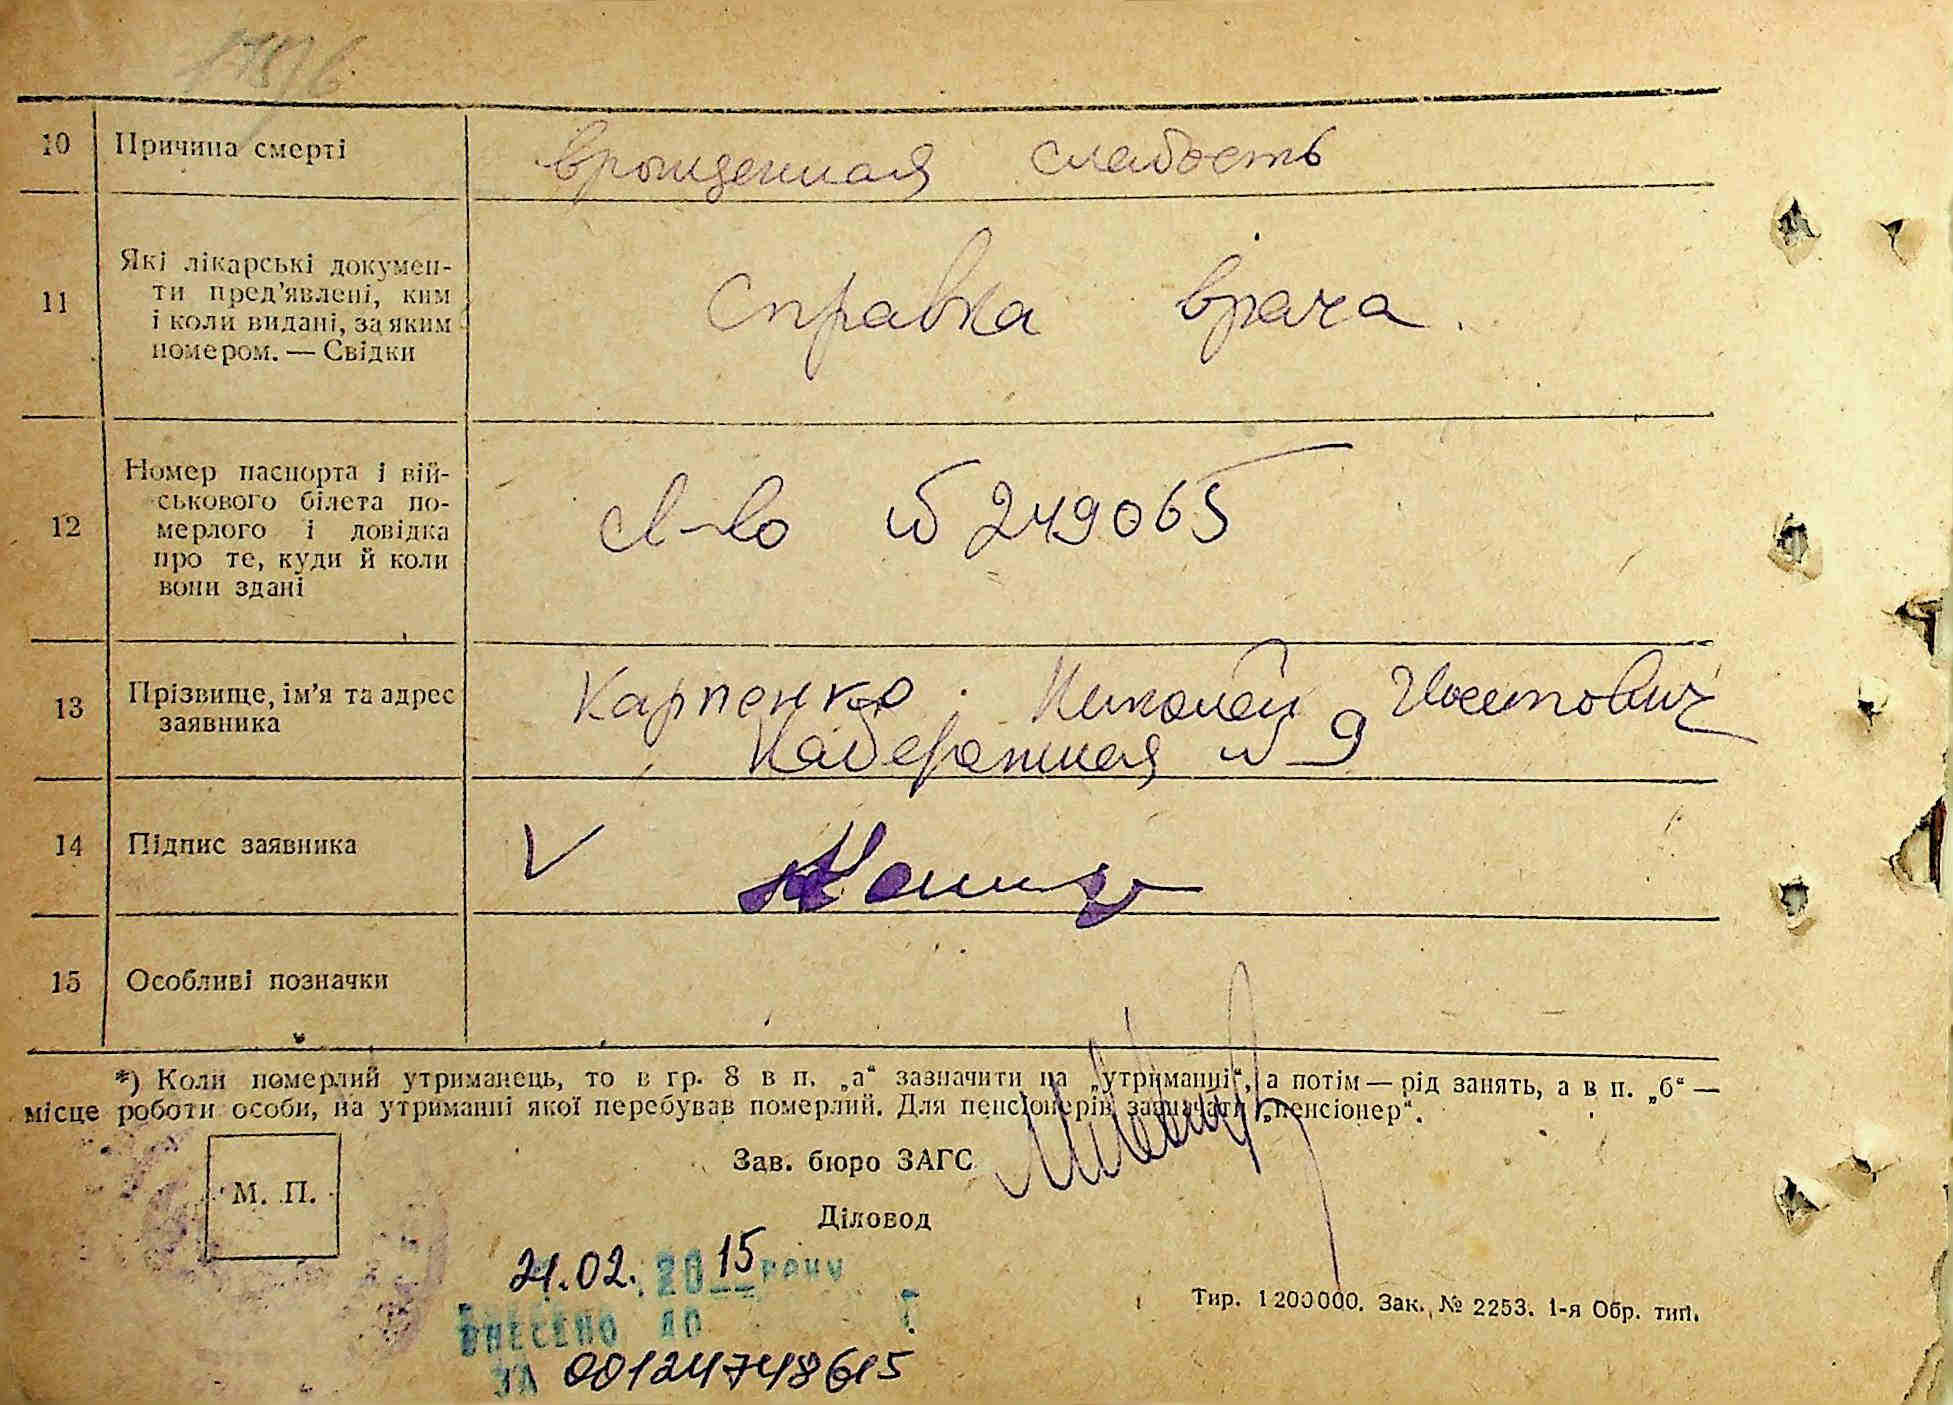 10 Причина смерті врожденная слабость
11 Які лікарські докумен-
ти пред’явлені, ким
і коли видані, за яким
номером. — Свідки
справка врача.
12 Номер паспорта і вій-
ськового білета по-
мерлого і довідка
про те, куди й коли
вони здані
№ 249065
13 Прізвище, ім’я та адрес
заявника
Карпенко Николай Иосипович
Набережная № 9
14 Підпис заявника V
15 Особливі позначки
*) Коли померлий утриманець, то в гр. 8 в п. „а“ зазначити на „утриманні“, а потім — рід занять, а в п. „б“ —
місце роботи особи, на утриманні якої перебував померлий. Для пенсіонерів зазначати „пенсіонер“.
М. П.
Зав. бюро ЗАГС
Діловод
21.02. 2015 року
ВНЕСЕНО ДО
ЗА 00124748615
Тир. 1200000. Зак. № 2253. 1-я Обр. тип.